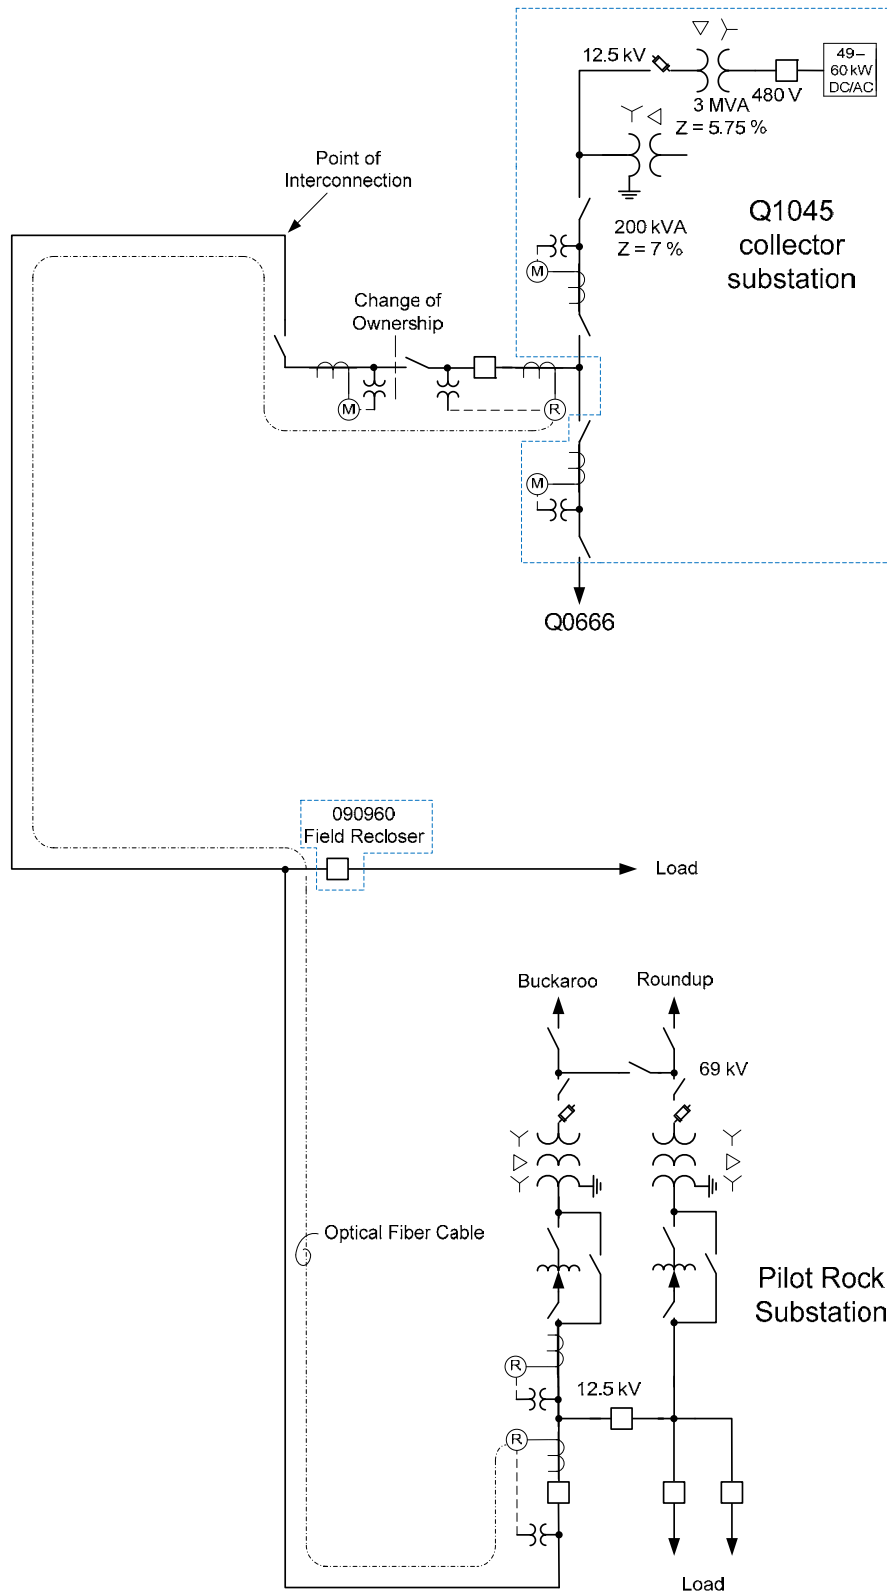 12.5 kV
49–
60 kW
DC/AC
480 V
3 MVA
Z = 5.75 %
Point of
Interconnection
200 kVA
Z = 7 %
Q1045
collector
substation
M
Change of
Ownership
M
R
M
Q0666
090960
Field Recloser
Load
Buckaroo
Roundup
69 kV
Optical Fiber Cable
Pilot Rock
Substation
R
12.5 kV
R
Load